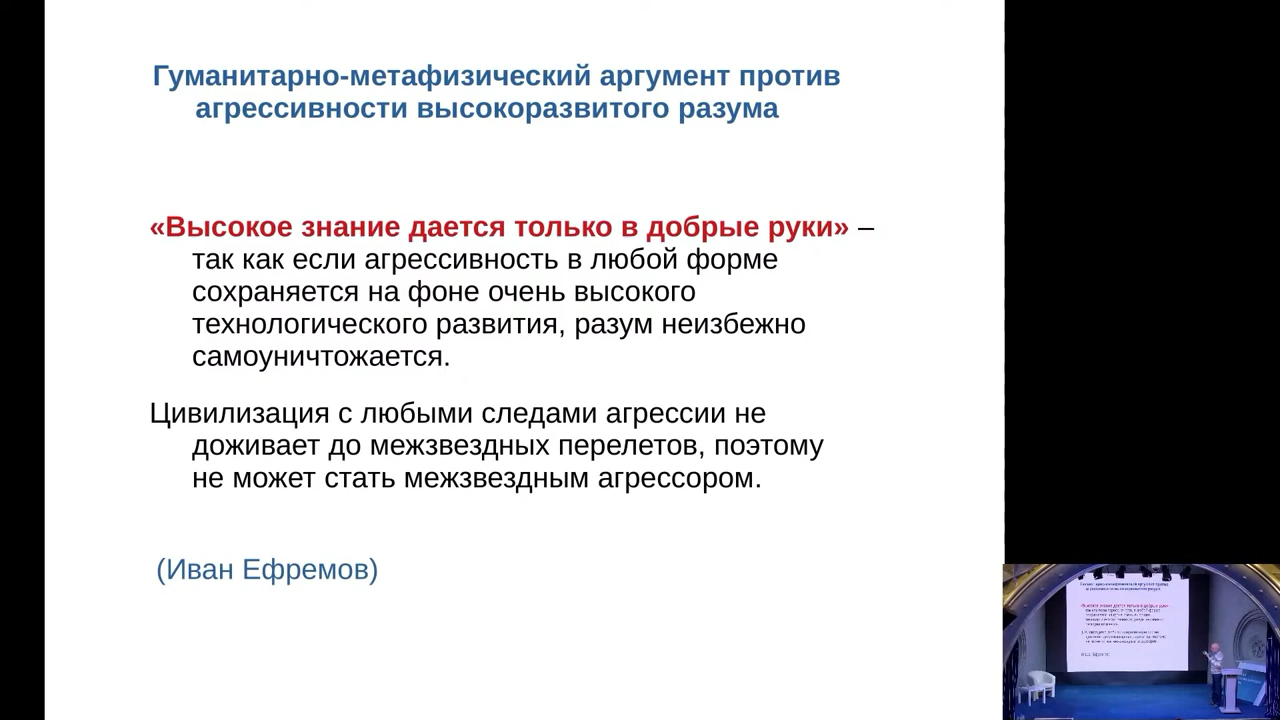 Гуманитарно-метафизический аргумент против
агрессивности высокоразвитого разума
«Высокое знание дается только в добрые руки» –
так как если агрессивность в любой форме
сохраняется на фоне очень высокого
технологического развития, разум неизбежно
самоуничтожается.
Цивилизация с любыми следами агрессии не
доживает до межзвездных перелетов, поэтому
не может стать межзвездным агрессором.
(Иван Ефремов)